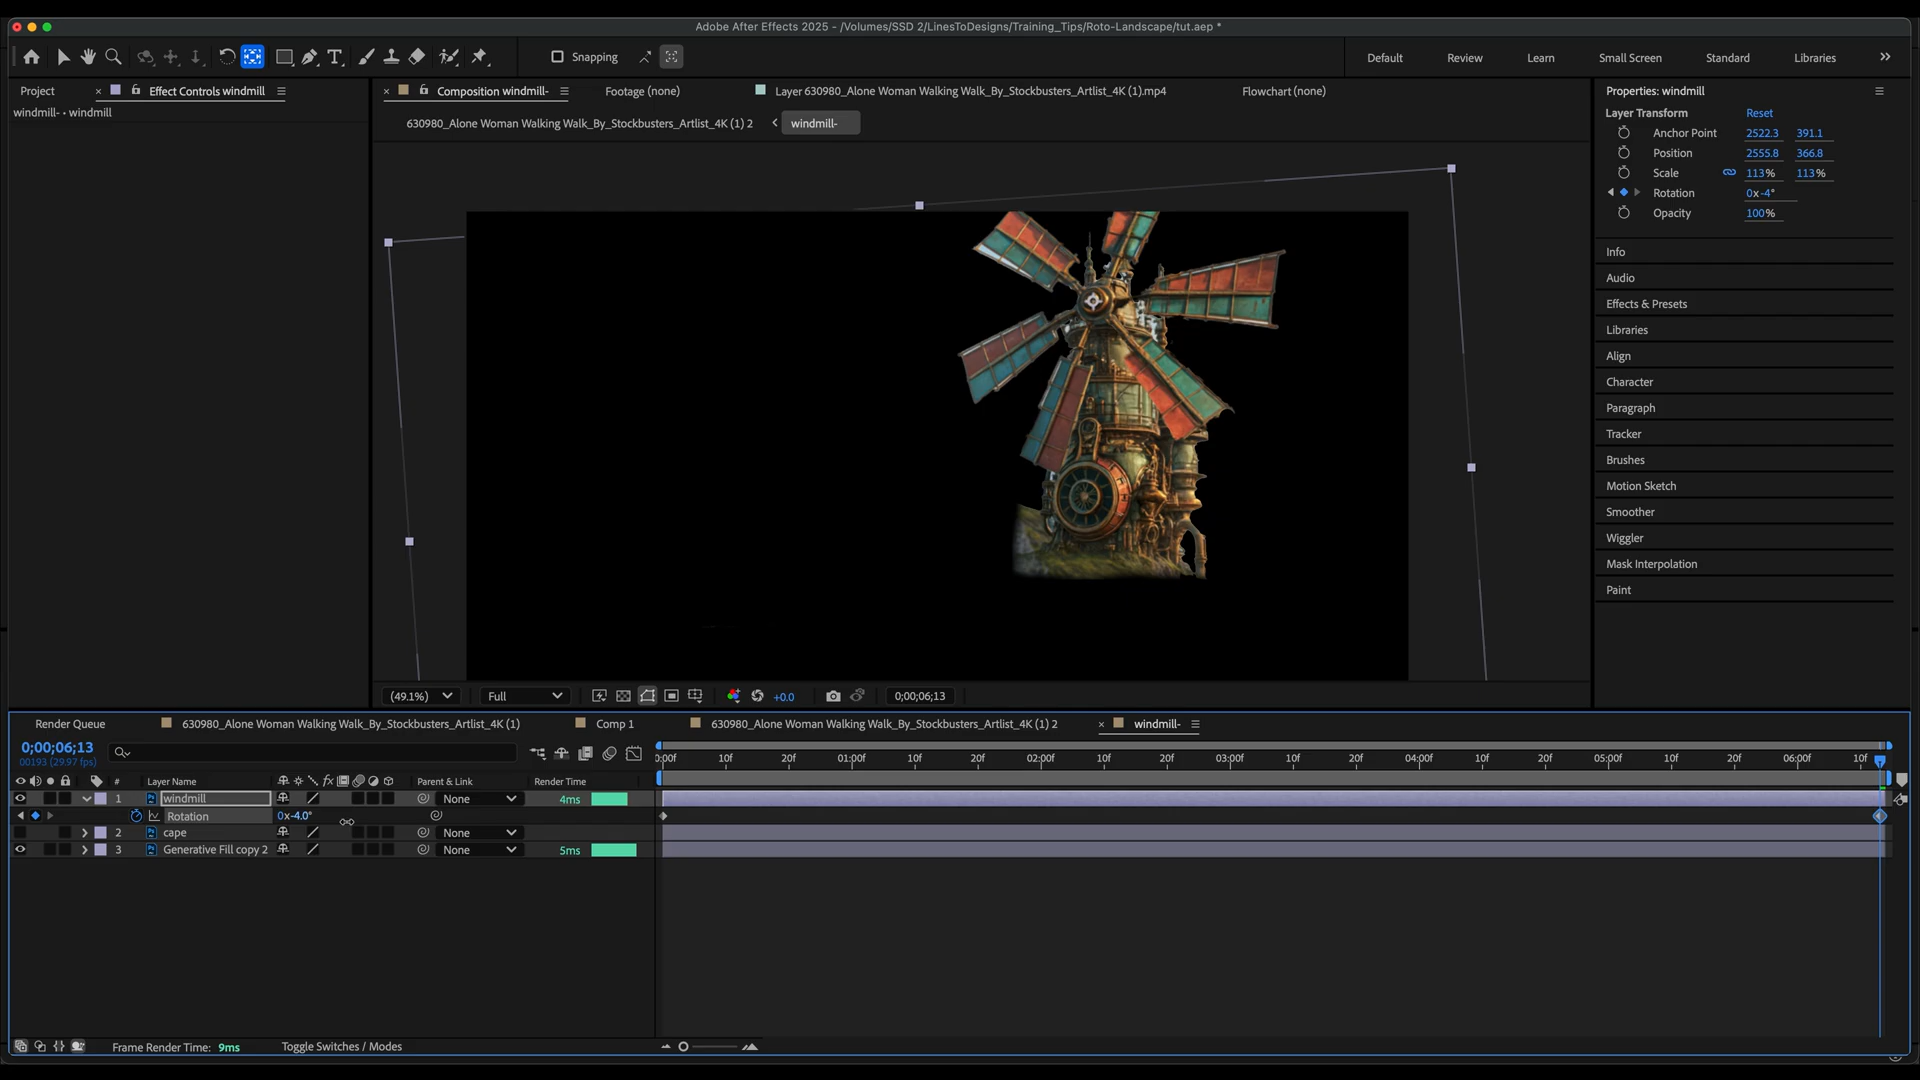 Adobe After Effects 2025 - /Volumes/SSD 2/LinesToDesigns/Training_Tips/Roto-Landscape/tut.aep *
Snapping
Default
Review
Learn
Small Screen
Standard
Libraries
Project
Effect Controls windmill
windmill- • windmill
Composition windmill-
Footage (none)
Layer 630980_Alone Woman Walking Walk_By_Stockbusters_Artlist_4K (1).mp4
Flowchart (none)
630980_Alone Woman Walking Walk_By_Stockbusters_Artlist_4K (1) 2
windmill-
Properties: windmill
Layer Transform
Reset
Anchor Point 2522.3 391.1
Position 2555.8 366.8
Scale 113% 113%
Rotation 0x-4°
Opacity 100%
Info
Audio
Effects & Presets
Libraries
Align
Character
Paragraph
Tracker
Brushes
Motion Sketch
Smoother
Wiggler
Mask Interpolation
Paint
(49.1%)
Full
+0.0
0;00;06;13
Render Queue
630980_Alone Woman Walking Walk_By_Stockbusters_Artlist_4K (1)
Comp 1
630980_Alone Woman Walking Walk_By_Stockbusters_Artlist_4K (1) 2
windmill-
0;00;06;13
00193 (29.97 fps)
0:00f 10f 20f 01:00f 10f 20f 02:00f 10f 20f 03:00f 10f 20f 04:00f 10f 20f 05:00f 10f 20f 06:00f 10f
# Layer Name fx Parent & Link Render Time
1 windmill None 4ms
Rotation 0x-4.0°
2 cape None
3 Generative Fill copy 2 None 5ms
Frame Render Time: 9ms
Toggle Switches / Modes